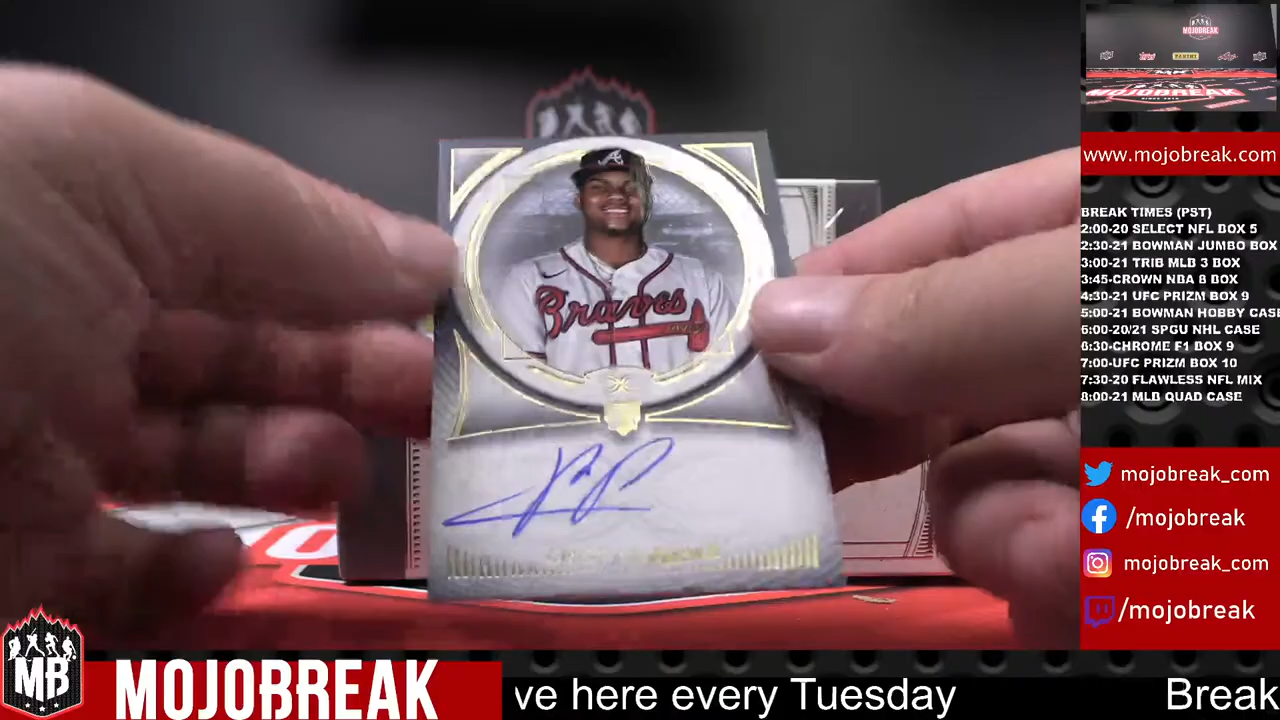 A
Braves
MOJOBREAK
MOJOBREAK
www.mojobreak.com
BREAK TIMES (PST)
2:00-20 SELECT NFL BOX 5
2:30-21 BOWMAN JUMBO BOX
3:00-21 TRIB MLB 3 BOX
3:45-CROWN NBA 8 BOX
4:30-21 UFC PRIZM BOX 9
5:00-21 BOWMAN HOBBY CASE
6:00-20/21 SPGU NHL CASE
6:30-CHROME F1 BOX 9
7:00-UFC PRIZM BOX 10
7:30-20 FLAWLESS NFL MIX
8:00-21 MLB QUAD CASE
mojobreak_com
/mojobreak
mojobreak_com
/mojobreak
MB
MOJOBREAK
ve here every Tuesday Break